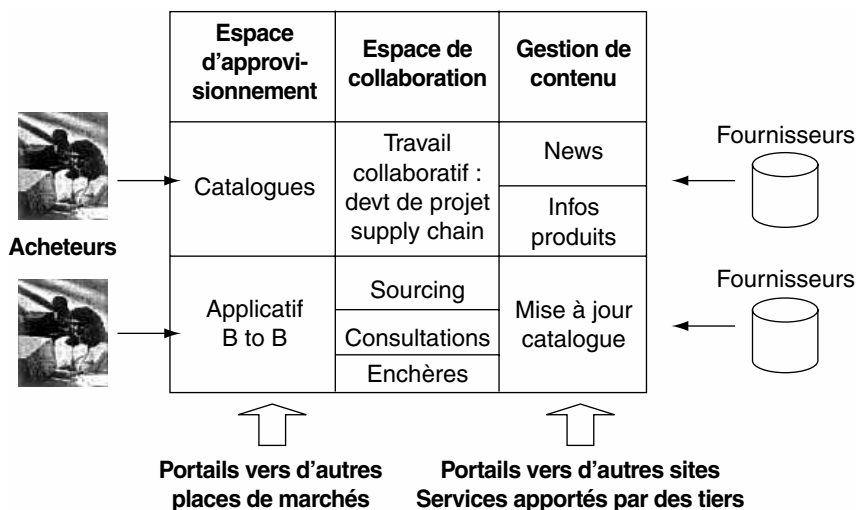 Espace
d'approvi-
sionnement
Espace de
collaboration
Gestion de
contenu
Acheteurs
Catalogues
Travail
collaboratif :
devt de projet
supply chain
News
Infos
produits
Fournisseurs
Applicatif
B to B
Sourcing
Consultations
Enchères
Mise à jour
catalogue
Fournisseurs
Portails vers d'autres
places de marchés
Portails vers d'autres sites
Services apportés par des tiers